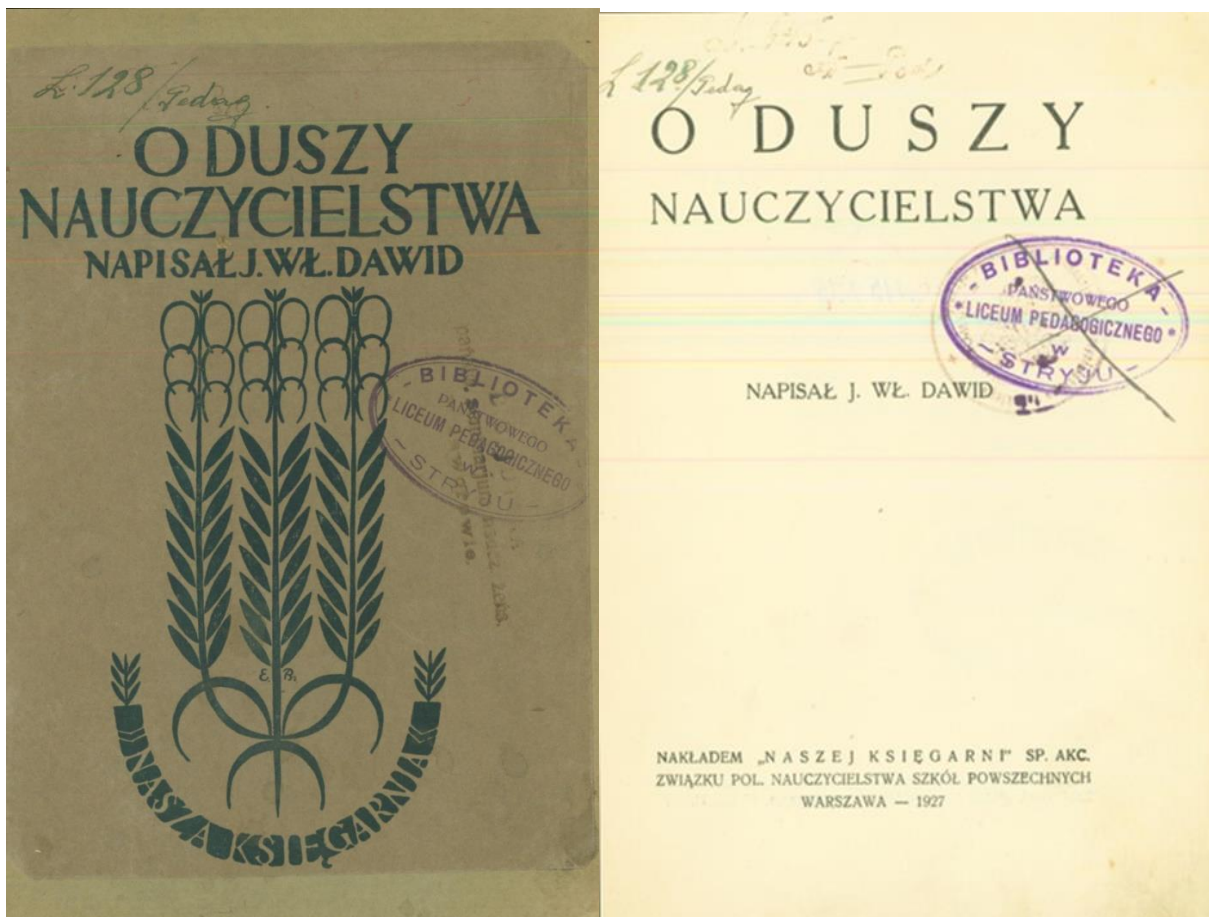 L. 128/Pedag.
O DUSZY
NAUCZYCIELSTWA
NAPISAŁ J. WŁ. DAWID
- BIBLIOTEKA -
PAŃSTWOWEGO
LICEUM PEDAGOGICZNEGO
w
- STRYJU -
E. B.
NASZA KSIĘGARNIA
L 128/Pedag
O DUSZY
NAUCZYCIELSTWA
- BIBLIOTEKA -
PAŃSTWOWEGO
* LICEUM PEDAGOGICZNEGO *
w
- STRYJU -
NAPISAŁ J. WŁ. DAWID
NAKŁADEM „NASZEJ KSIĘGARNI" SP. AKC.
ZWIĄZKU POL. NAUCZYCIELSTWA SZKÓŁ POWSZECHNYCH
WARSZAWA — 1927